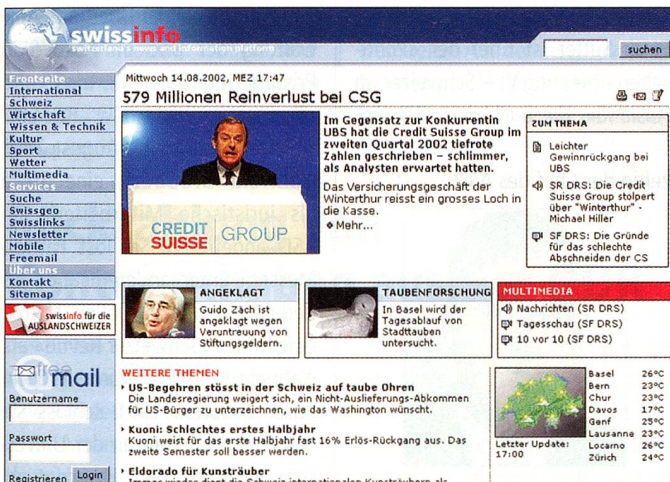 swissinfo
switzerland's news and information platform
suchen
Frontseite
International
Schweiz
Wirtschaft
Wissen & Technik
Kultur
Sport
Wetter
Multimedia
Services
Suche
Swissgeo
Swisslinks
Newsletter
Mobile
Freemail
Über uns
Kontakt
Sitemap
swissinfo für die
AUSLANDSCHWEIZER
free
@mail
Benutzername
Passwort
Registrieren Login
Mittwoch 14.08.2002, MEZ 17:47
579 Millionen Reinverlust bei CSG
CREDIT
SUISSE GROUP
Im Gegensatz zur Konkurrentin
UBS hat die Credit Suisse Group im
zweiten Quartal 2002 tiefrote
Zahlen geschrieben – schlimmer,
als Analysten erwartet hatten.
Das Versicherungsgeschäft der
Winterthur reisst ein grosses Loch in
die Kasse.
Mehr...
ZUM THEMA
Leichter
Gewinnrückgang bei
UBS
SR DRS: Die Credit
Suisse Group stolpert
über "Winterthur" -
Michael Hiller
SF DRS: Die Gründe
für das schlechte
Abschneiden der CS
ANGEKLAGT
Guido Zäch ist
angeklagt wegen
Veruntreuung von
Stiftungsgeldern.
TAUBENFORSCHUNG
In Basel wird der
Tagesablauf von
Stadttauben
untersucht.
MULTIMEDIA
Nachrichten (SR DRS)
Tagesschau (SF DRS)
10 vor 10 (SF DRS)
WEITERE THEMEN
US-Begehren stösst in der Schweiz auf taube Ohren
Die Landesregierung weigert sich, ein Nicht-Auslieferungs-Abkommen
für US-Bürger zu unterzeichnen, wie das Washington wünscht.
Kuoni: Schlechtes erstes Halbjahr
Kuoni weist für das erste Halbjahr fast 16% Erlös-Rückgang aus. Das
zweite Semester soll besser werden.
Eldorado für Kunsträuber
Immer wieder dient die Schweiz internationalen Kunsträubern als
Letzter Update:
17:00
Basel 26°C
Bern 23°C
Chur 23°C
Davos 17°C
Genf 25°C
Lausanne 23°C
Locarno 26°C
Zürich 24°C